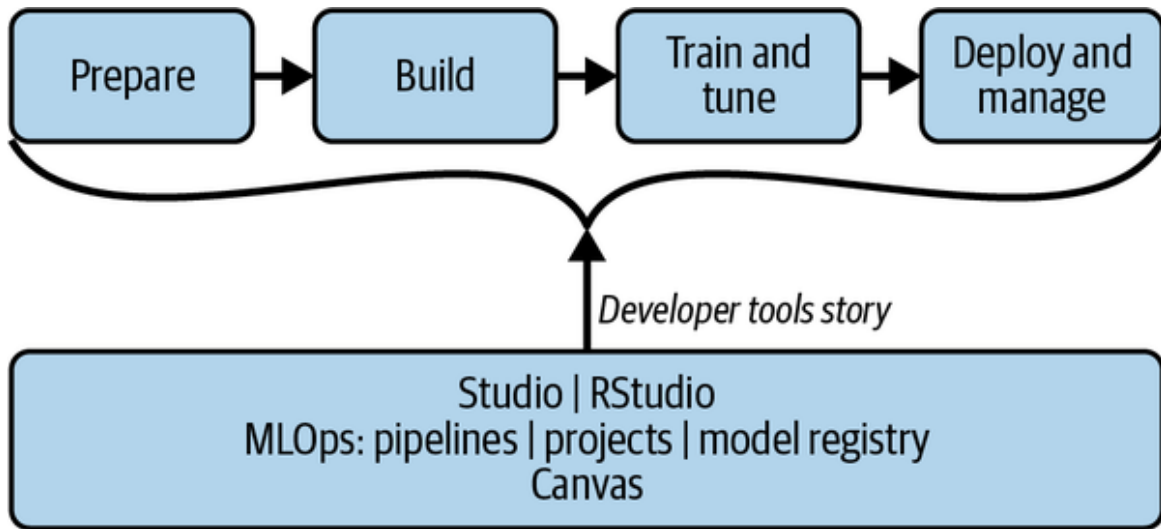 Prepare
Build
Train and
tune
Deploy and
manage
Developer tools story
Studio | RStudio
MLOps: pipelines | projects | model registry
Canvas